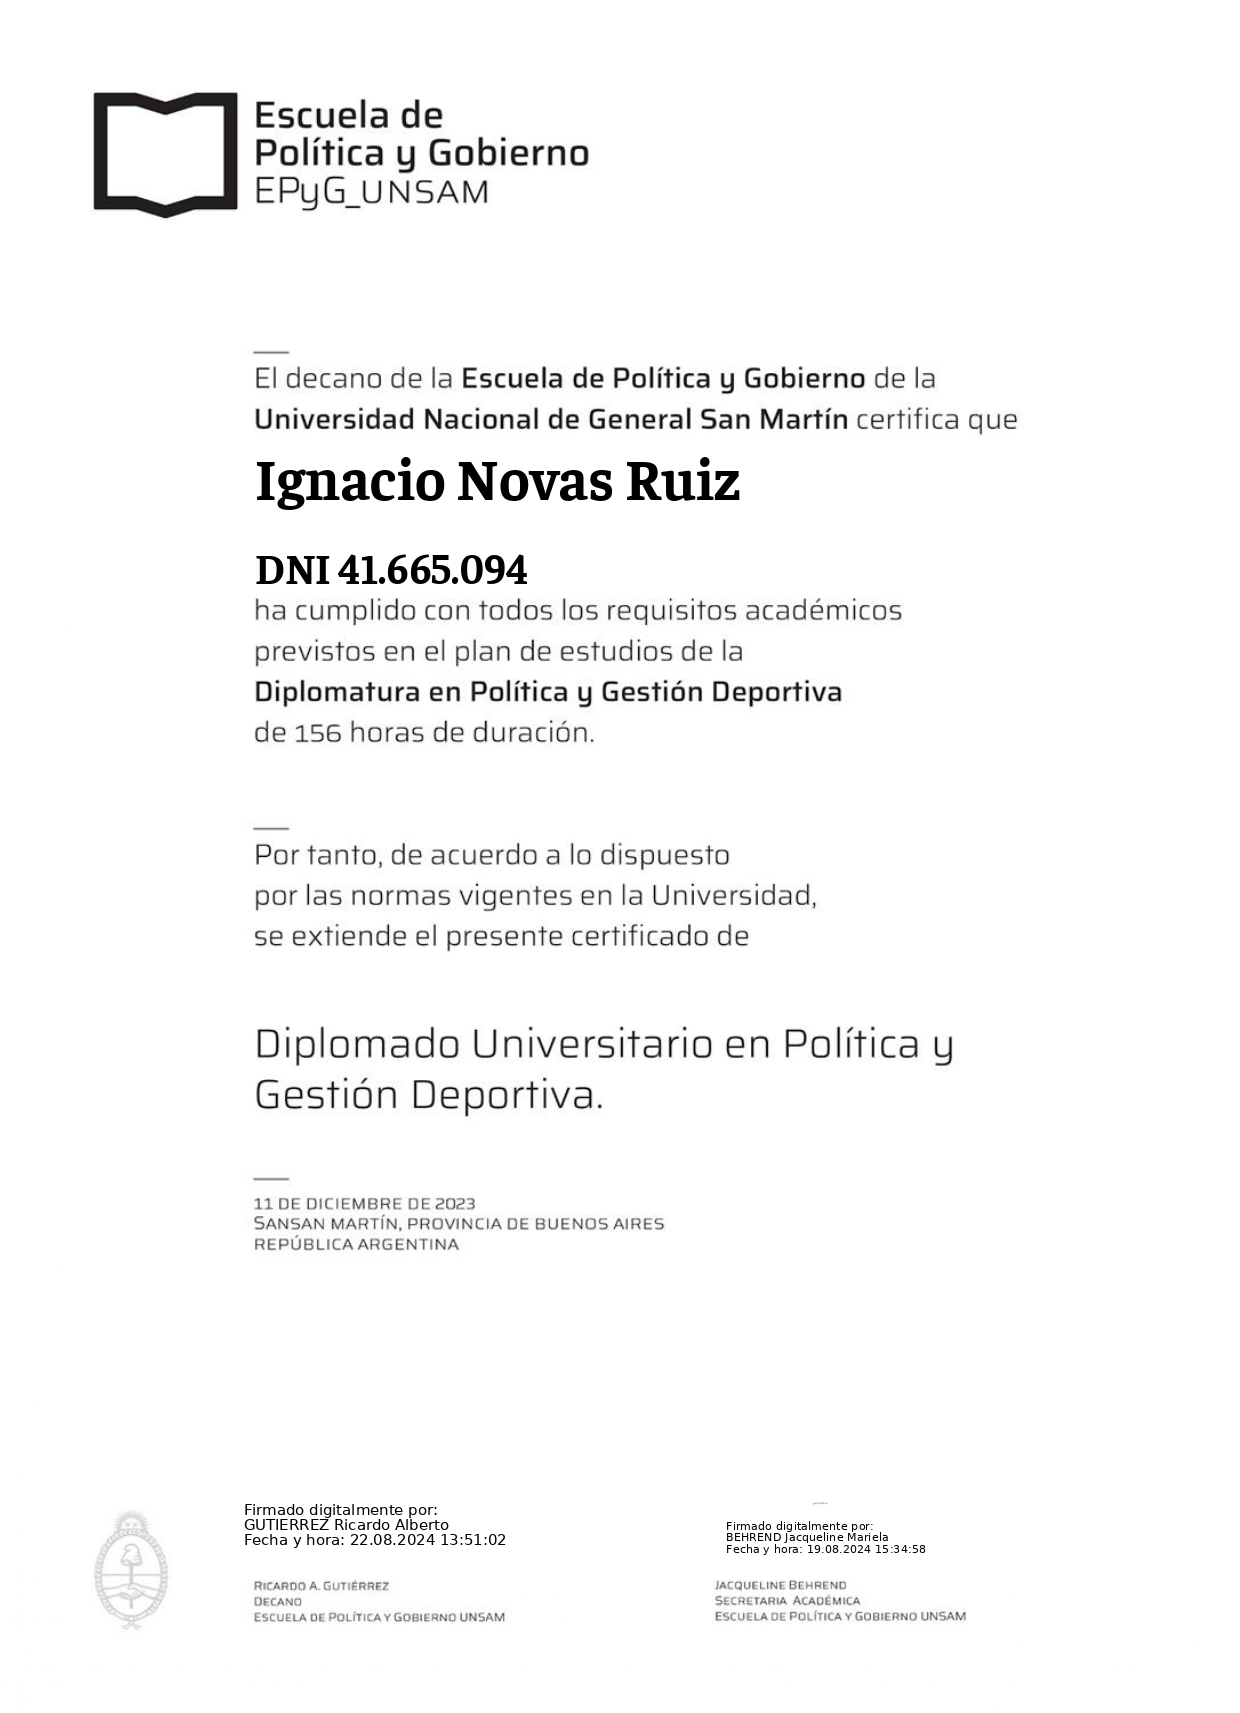 Escuela de
Política y Gobierno
EPyG_UNSAM
El decano de la Escuela de Política y Gobierno de la
Universidad Nacional de General San Martín certifica que
Ignacio Novas Ruiz
DNI 41.665.094
ha cumplido con todos los requisitos académicos
previstos en el plan de estudios de la
Diplomatura en Política y Gestión Deportiva
de 156 horas de duración.
Por tanto, de acuerdo a lo dispuesto
por las normas vigentes en la Universidad,
se extiende el presente certificado de
Diplomado Universitario en Política y
Gestión Deportiva.
11 DE DICIEMBRE DE 2023
SANSAN MARTÍN, PROVINCIA DE BUENOS AIRES
REPÚBLICA ARGENTINA
Firmado digitalmente por:
GUTIERREZ Ricardo Alberto
Fecha y hora: 22.08.2024 13:51:02
RICARDO A. GUTIÉRREZ
DECANO
ESCUELA DE POLÍTICA Y GOBIERNO UNSAM
Firmado digitalmente por:
BEHREND Jacqueline Mariela
Fecha y hora: 19.08.2024 15:34:58
JACQUELINE BEHREND
SECRETARIA ACADÉMICA
ESCUELA DE POLÍTICA Y GOBIERNO UNSAM